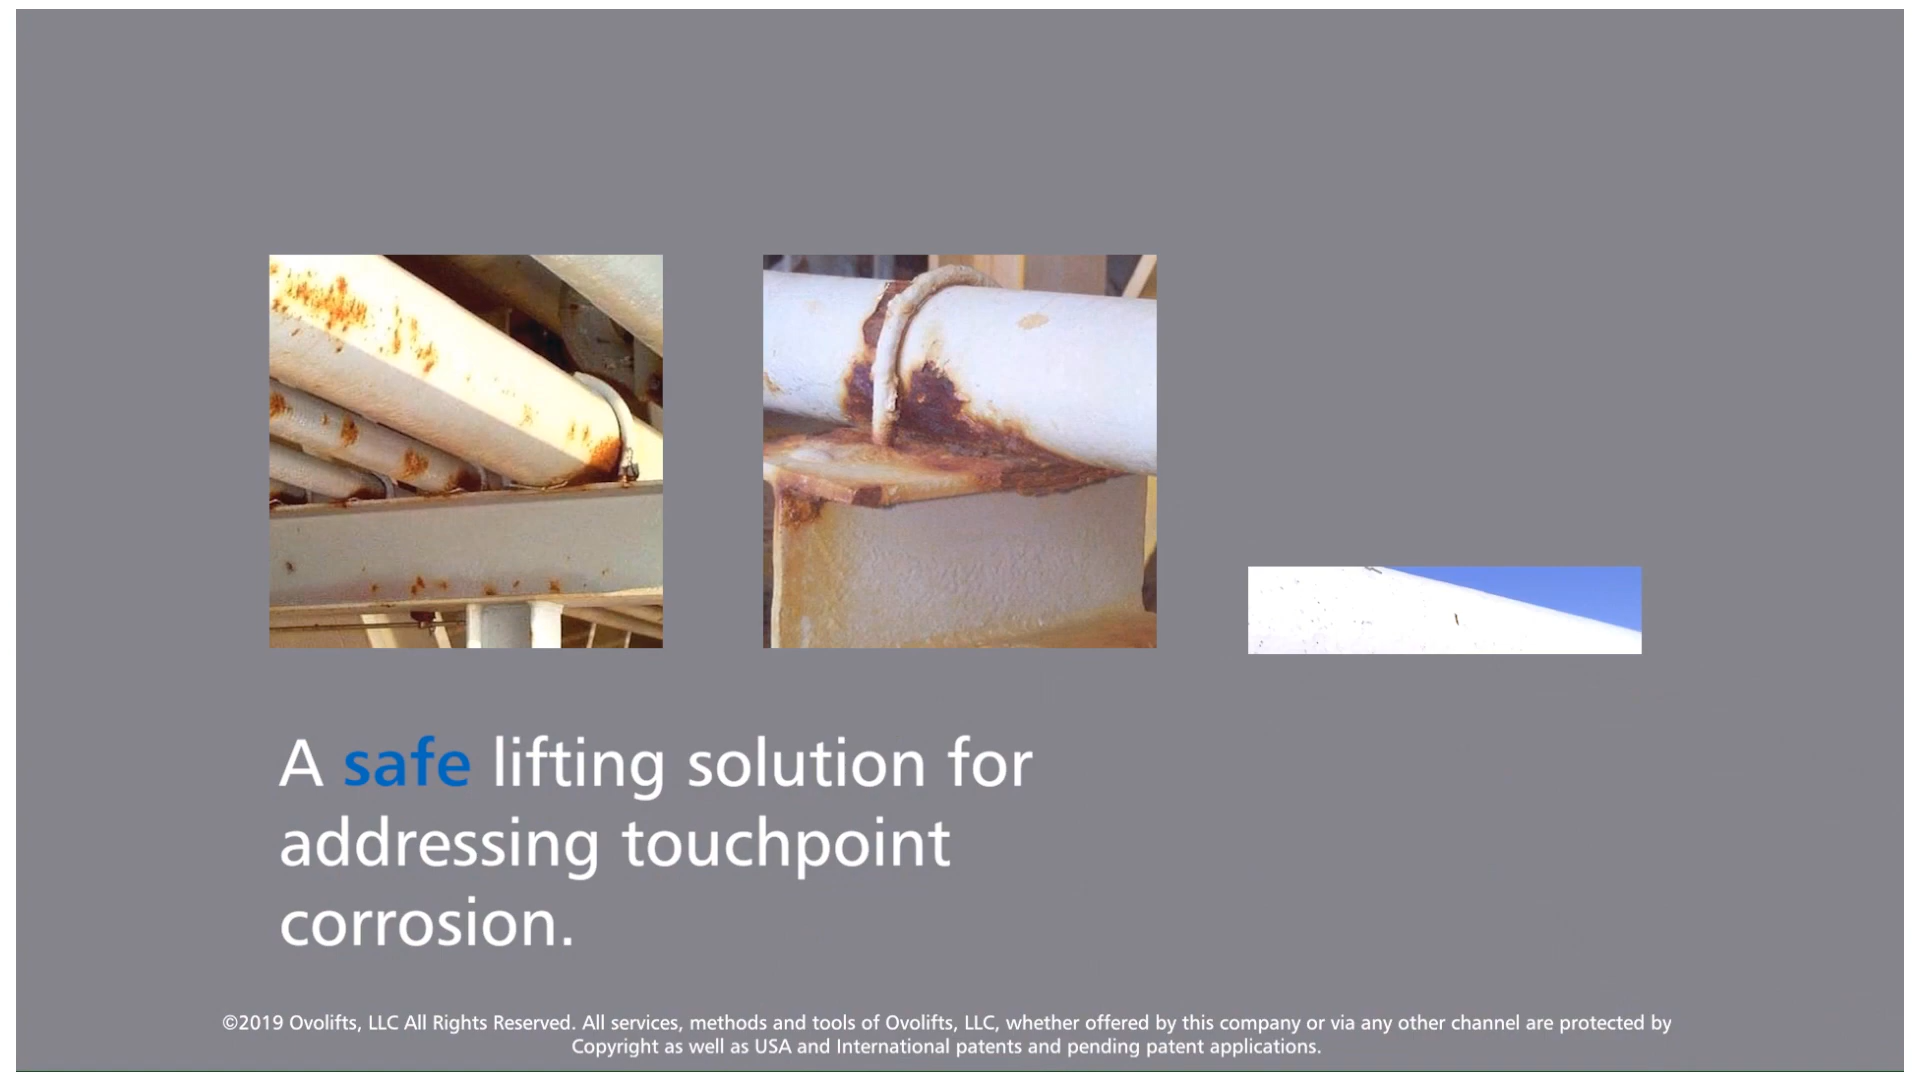 A safe lifting solution for
addressing touchpoint
corrosion.
©2019 Ovolifts, LLC All Rights Reserved. All services, methods and tools of Ovolifts, LLC, whether offered by this company or via any other channel are protected by
Copyright as well as USA and International patents and pending patent applications.